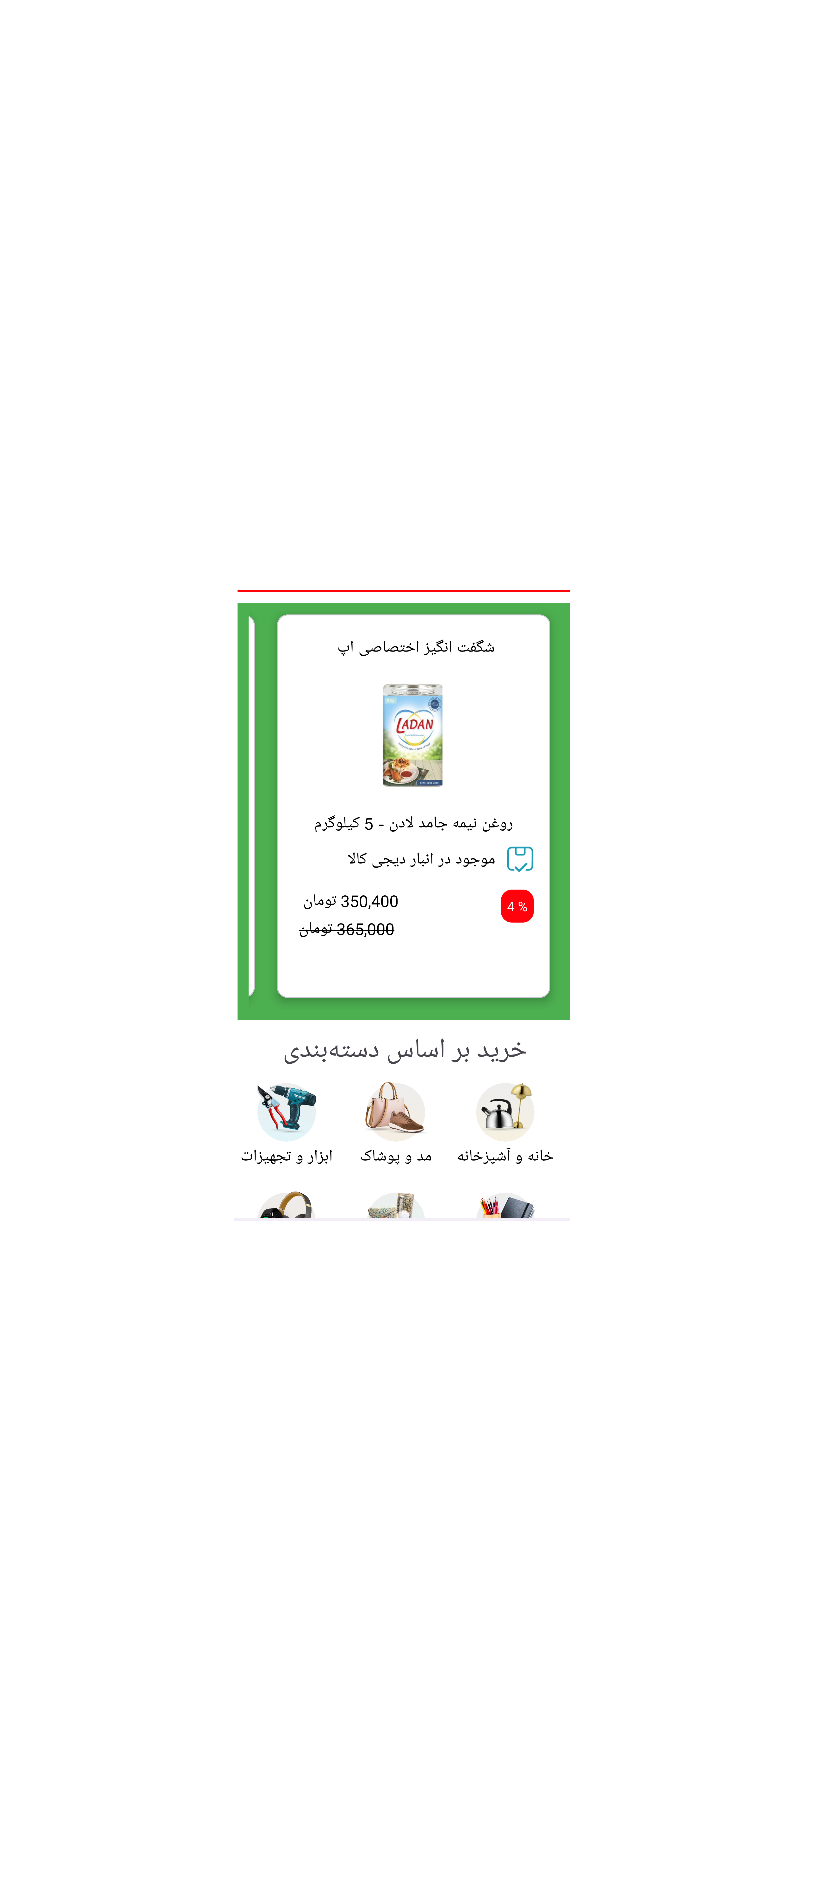 شگفت انگیز اختصاصی اپ
LADAN
روغن نیمه جامد لادن - 5 کیلوگرم
موجود در انبار دیجی کالا
4 %
350,400 تومان
365,000 تومان
خرید بر اساس دسته‌بندی
خانه و آشپزخانه
مد و پوشاک
ابزار و تجهیزات